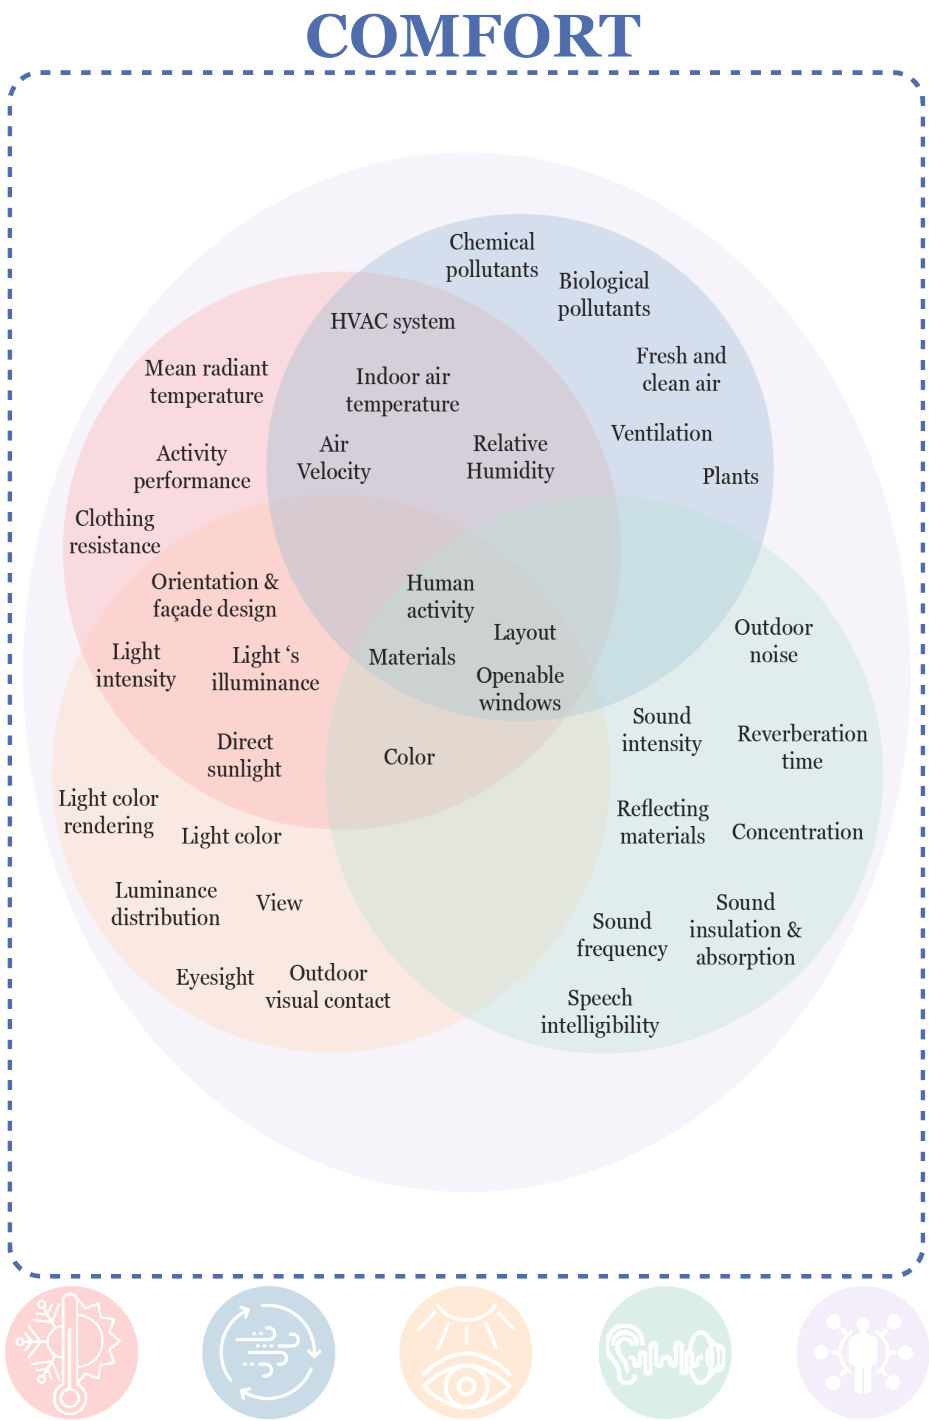 COMFORT
Chemical
pollutants
Biological
pollutants
HVAC system
Fresh and
clean air
Mean radiant
temperature
Indoor air
temperature
Ventilation
Air
Velocity
Relative
Humidity
Activity
performance
Plants
Clothing
resistance
Orientation &
façade design
Human
activity
Layout
Outdoor
noise
Light
intensity
Light ‘s
illuminance
Materials
Openable
windows
Sound
intensity
Reverberation
time
Direct
sunlight
Color
Light color
rendering
Light color
Reflecting
materials
Concentration
Luminance
distribution
View
Sound
frequency
Sound
insulation &
absorption
Eyesight
Outdoor
visual contact
Speech
intelligibility